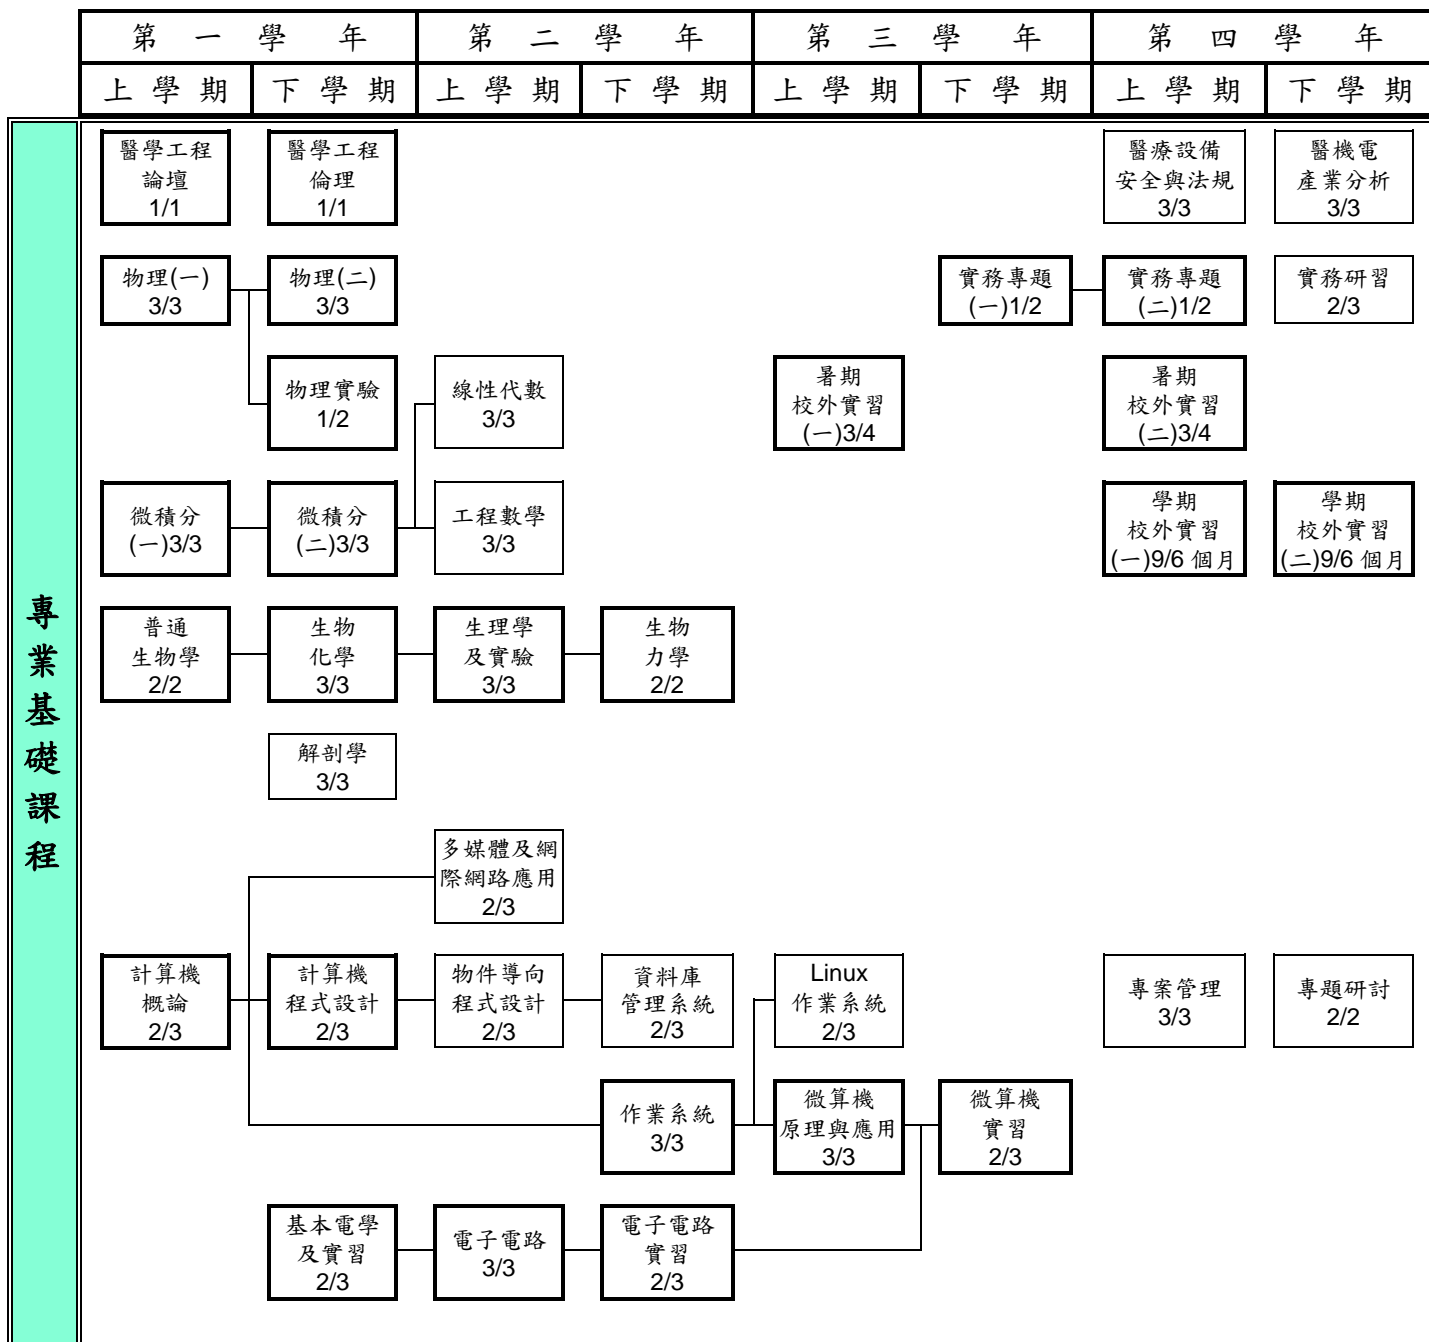 第一學年 第二學年 第三學年 第四學年
上學期 下學期 上學期 下學期 上學期 下學期 上學期 下學期
專業基礎課程
醫學工程
論壇
1/1
醫學工程
倫理
1/1
醫療設備
安全與法規
3/3
醫機電
產業分析
3/3
物理(一)
3/3
物理(二)
3/3
實務專題
(一)1/2
實務專題
(二)1/2
實務研習
2/3
物理實驗
1/2
線性代數
3/3
暑期
校外實習
(一)3/4
暑期
校外實習
(二)3/4
微積分
(一)3/3
微積分
(二)3/3
工程數學
3/3
學期
校外實習
(一)9/6 個月
學期
校外實習
(二)9/6 個月
普通
生物學
2/2
生物
化學
3/3
生理學
及實驗
3/3
生物
力學
2/2
解剖學
3/3
多媒體及網
際網路應用
2/3
計算機
概論
2/3
計算機
程式設計
2/3
物件導向
程式設計
2/3
資料庫
管理系統
2/3
Linux
作業系統
2/3
專案管理
3/3
專題研討
2/2
作業系統
3/3
微算機
原理與應用
3/3
微算機
實習
2/3
基本電學
及實習
2/3
電子電路
3/3
電子電路
實習
2/3